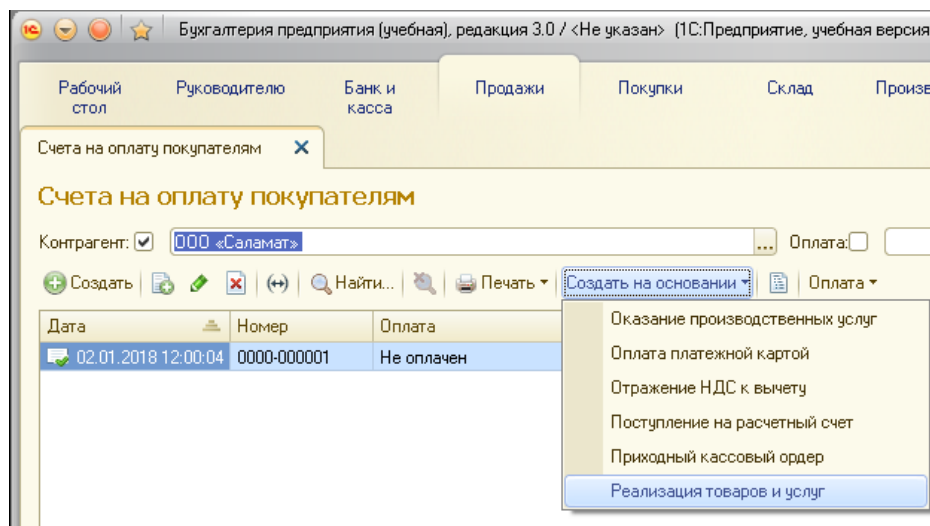 1С Бухгалтерия предприятия (учебная), редакция 3.0 / <Не указан> (1С:Предприятие, учебная версия
Рабочий стол Руководителю Банк и касса Продажи Покупки Склад Произв
Счета на оплату покупателям
Счета на оплату покупателям
Контрагент: ООО «Саламат» ... Оплата:
Создать Найти... Печать Создать на основании Оплата
Дата Номер Оплата
02.01.2018 12:00:04 0000-000001 Не оплачен
Оказание производственных услуг
Оплата платежной картой
Отражение НДС к вычету
Поступление на расчетный счет
Приходный кассовый ордер
Реализация товаров и услуг